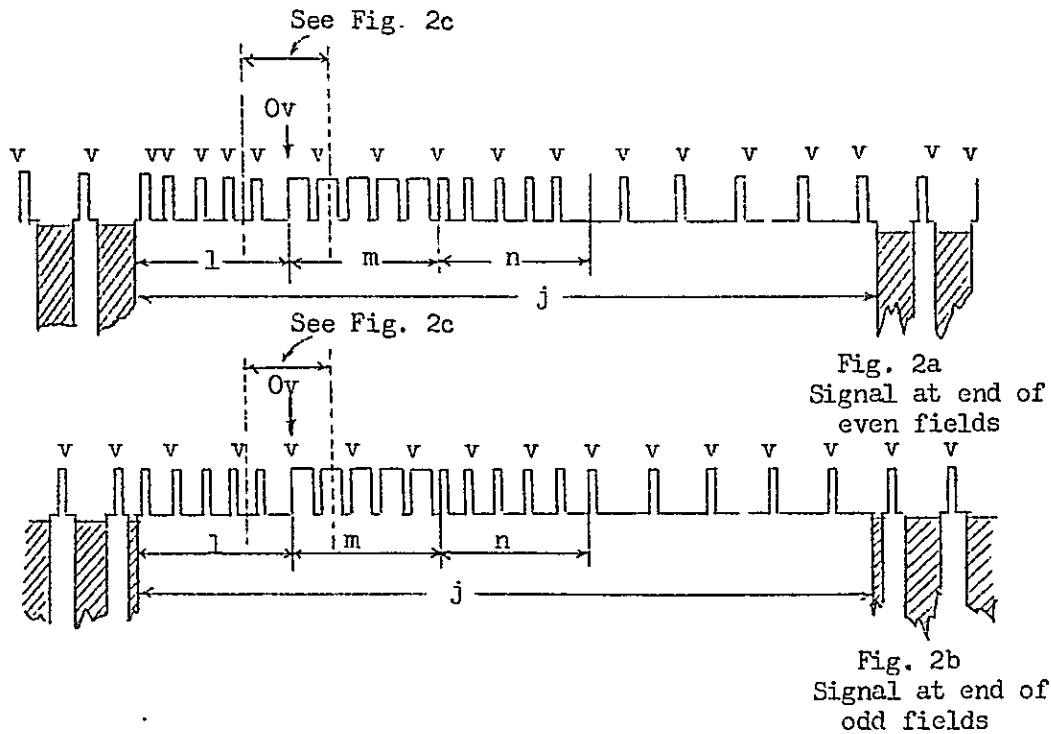 See Fig. 2c
Ov
v v v v v v v v v v v v v v v v v v v
l m n
j
See Fig. 2c
Fig. 2a
Signal at end of
even fields
Ov
v v v v v v v v v v v v v v v v
l m n
j
Fig. 2b
Signal at end of
odd fields